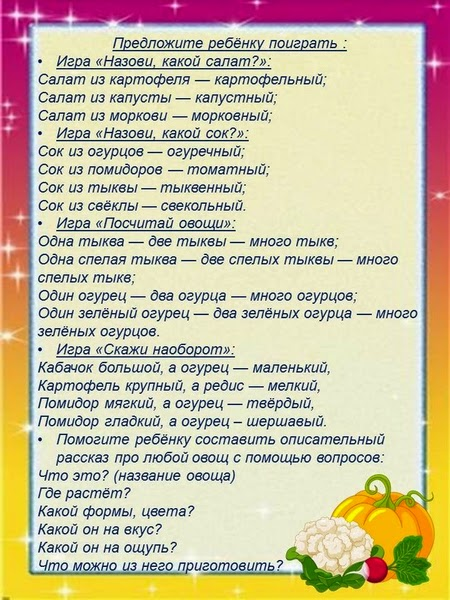 Предложите ребёнку поиграть :
• Игра «Назови, какой салат?»:
Салат из картофеля — картофельный;
Салат из капусты — капустный;
Салат из моркови — морковный;
• Игра «Назови, какой сок?»:
Сок из огурцов — огуречный;
Сок из помидоров — томатный;
Сок из тыквы — тыквенный;
Сок из свёклы — свекольный.
• Игра «Посчитай овощи»:
Одна тыква — две тыквы — много тыкв;
Одна спелая тыква — две спелых тыквы — много
спелых тыкв;
Один огурец — два огурца — много огурцов;
Один зелёный огурец — два зелёных огурца — много
зелёных огурцов.
• Игра «Скажи наоборот»:
Кабачок большой, а огурец — маленький,
Картофель крупный, а редис — мелкий,
Помидор мягкий, а огурец — твёрдый,
Помидор гладкий, а огурец – шершавый.
• Помогите ребёнку составить описательный
рассказ про любой овощ с помощью вопросов:
Что это? (название овоща)
Где растёт?
Какой формы, цвета?
Какой он на вкус?
Какой он на ощупь?
Что можно из него приготовить?